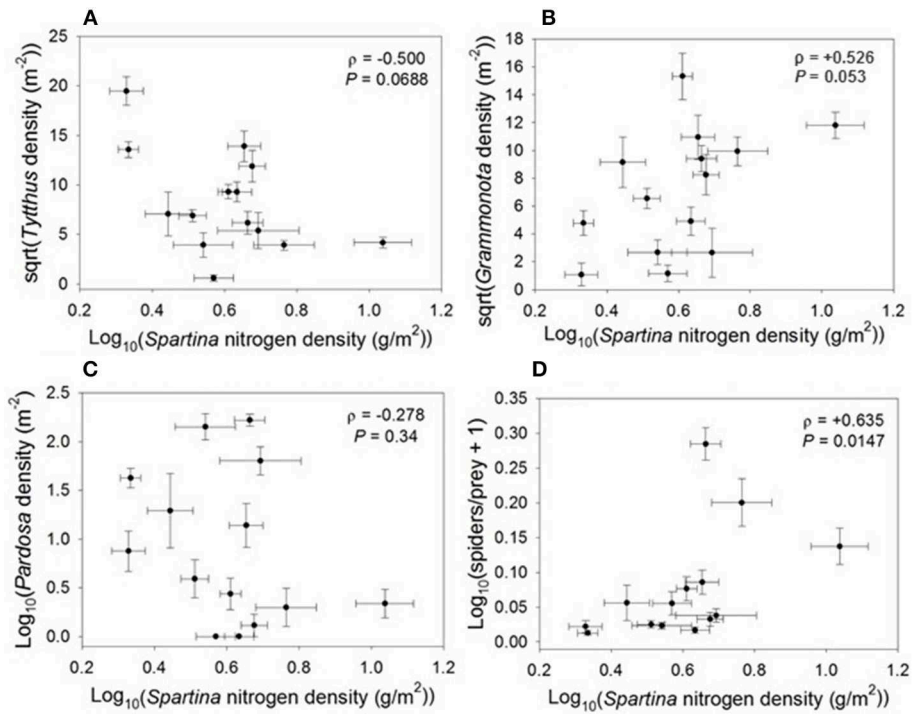 A
sqrt(Tytthus density (m-2))
25
20
15
10
5
0
ρ = -0.500
P = 0.0688
0.2 0.4 0.6 0.8 1.0 1.2
Log10(Spartina nitrogen density (g/m2))
B
sqrt(Grammonota density (m-2))
18
16
14
12
10
8
6
4
2
0
ρ = +0.526
P = 0.053
0.2 0.4 0.6 0.8 1.0 1.2
Log10(Spartina nitrogen density (g/m2))
C
Log10(Pardosa density (m-2)
2.5
2.0
1.5
1.0
0.5
0.0
ρ = -0.278
P = 0.34
0.2 0.4 0.6 0.8 1.0 1.2
Log10(Spartina nitrogen density (g/m2))
D
Log10(spiders/prey + 1)
0.35
0.30
0.25
0.20
0.15
0.10
0.05
0.00
ρ = +0.635
P = 0.0147
0.2 0.4 0.6 0.8 1.0 1.2
Log10(Spartina nitrogen density (g/m2))